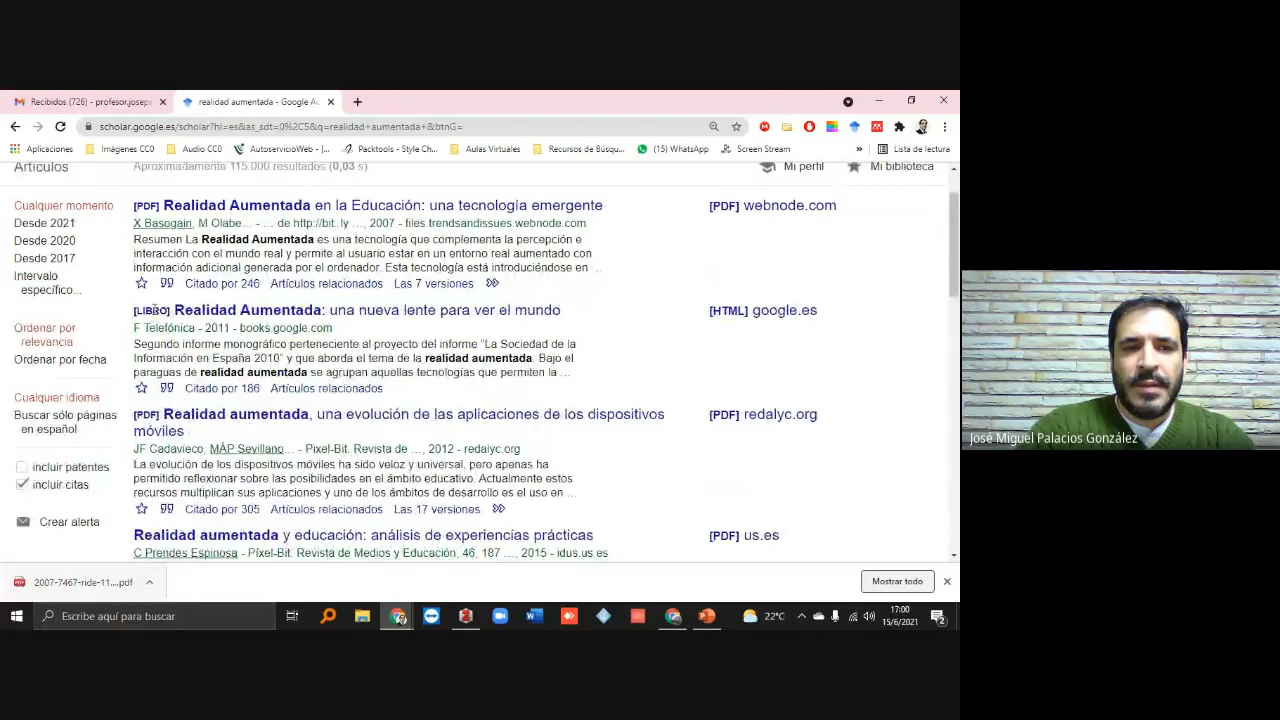 Recibidos (726) - profesor.josepa
realidad aumentada - Google Ac
scholar.google.es/scholar?hl=es&as_sdt=0%2C5&q=realidad+aumentada+&btnG=
Aplicaciones
Imágenes CC0
Audio CC0
AutoservicioWeb - |...
Packtools - Style Ch...
Aulas Virtuales
Recursos de Búsqu...
(15) WhatsApp
Screen Stream
»
Lista de lectura
Artículos
Aproximadamente 115.000 resultados (0,03 s)
Mi perfil
Mi biblioteca
Cualquier momento
Desde 2021
Desde 2020
Desde 2017
Intervalo
específico...
Ordenar por
relevancia
Ordenar por fecha
Cualquier idioma
Buscar sólo páginas
en español
incluir patentes
incluir citas
Crear alerta
[PDF] Realidad Aumentada en la Educación: una tecnología emergente
X Basogain, M Olabe... - ... de http://bit. ly ..., 2007 - files.trendsandissues.webnode.com
Resumen La Realidad Aumentada es una tecnología que complementa la percepción e
interacción con el mundo real y permite al usuario estar en un entorno real aumentado con
información adicional generada por el ordenador. Esta tecnología está introduciéndose en ...
Citado por 246 Artículos relacionados Las 7 versiones
[PDF] webnode.com
[LIBRO] Realidad Aumentada: una nueva lente para ver el mundo
F Telefónica - 2011 - books.google.com
Segundo informe monográfico perteneciente al proyecto del informe "La Sociedad de la
Información en España 2010" y que aborda el tema de la realidad aumentada. Bajo el
paraguas de realidad aumentada se agrupan aquellas tecnologías que permiten la ...
Citado por 186 Artículos relacionados
[HTML] google.es
[PDF] Realidad aumentada, una evolución de las aplicaciones de los dispositivos
móviles
JF Cadavieco, MÁP Sevillano... - Pixel-Bit. Revista de ..., 2012 - redalyc.org
La evolución de los dispositivos móviles ha sido veloz y universal, pero apenas ha
permitido reflexionar sobre las posibilidades en el ámbito educativo. Actualmente estos
recursos multiplican sus aplicaciones y uno de los ámbitos de desarrollo es el uso en ...
Citado por 305 Artículos relacionados Las 17 versiones
[PDF] redalyc.org
Realidad aumentada y educación: análisis de experiencias prácticas
C Prendes Espinosa - Píxel-Bit. Revista de Medios y Educación, 46, 187 ..., 2015 - idus.us.es
[PDF] us.es
José Miguel Palacios González
2007-7467-ride-11....pdf
Mostrar todo
Escribe aquí para buscar
22°C
17:00
15/6/2021
2